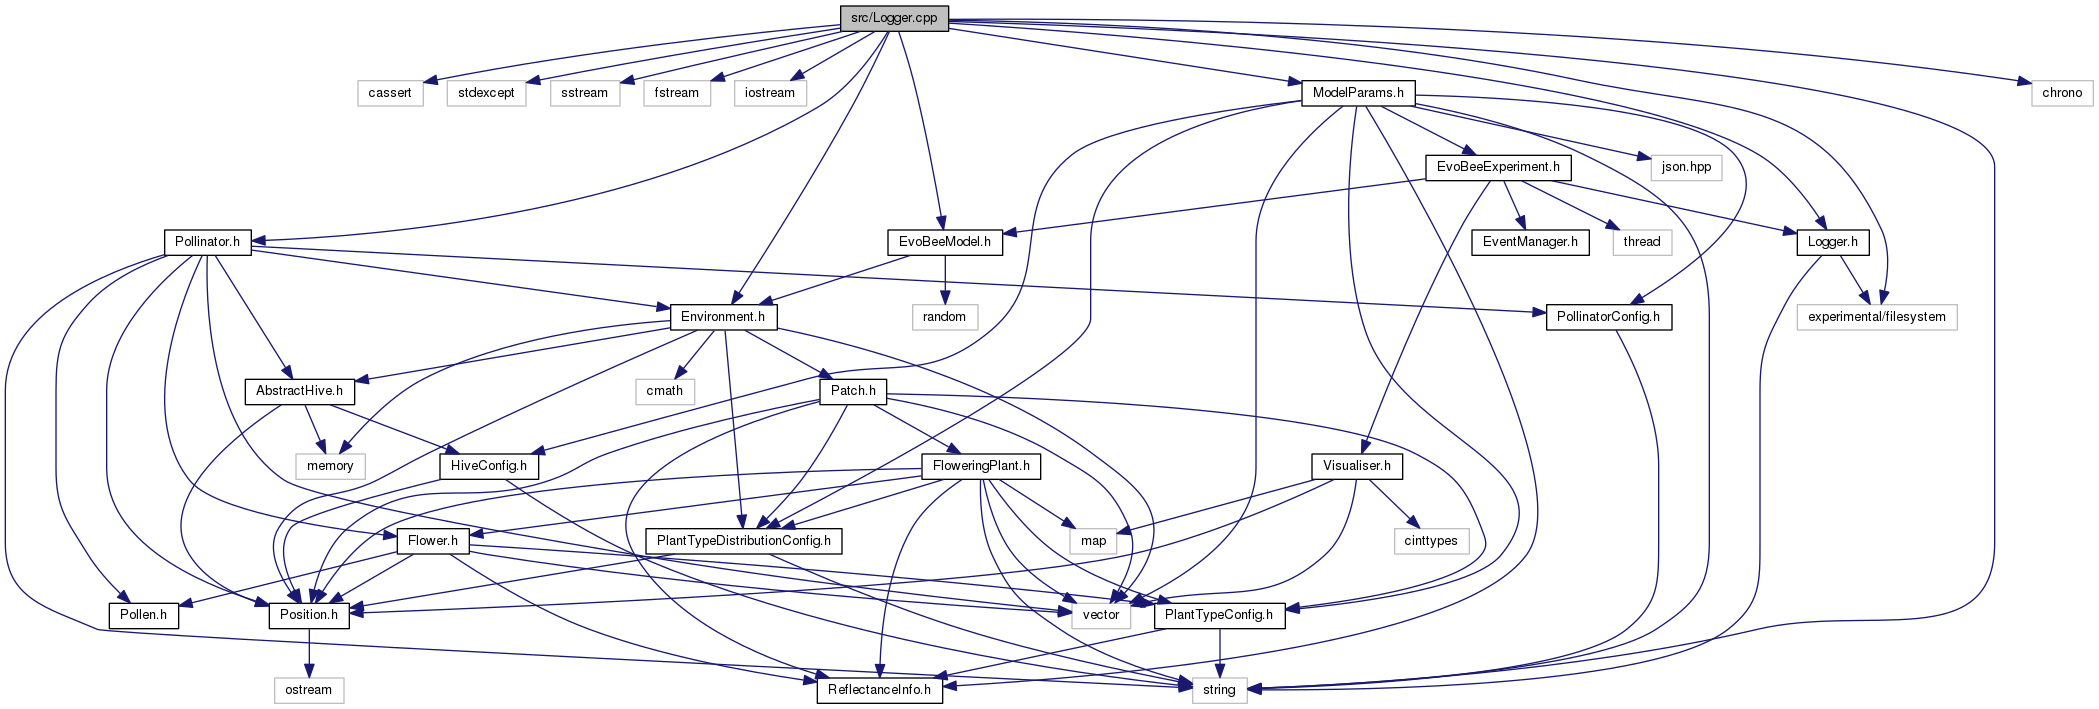 src/Logger.cpp
cassert
stdexcept
sstream
fstream
iostream
ModelParams.h
chrono
EvoBeeExperiment.h
json.hpp
Pollinator.h
EvoBeeModel.h
EventManager.h
thread
Logger.h
Environment.h
random
PollinatorConfig.h
experimental/filesystem
AbstractHive.h
cmath
Patch.h
memory
HiveConfig.h
FloweringPlant.h
Visualiser.h
Flower.h
PlantTypeDistributionConfig.h
map
cinttypes
Pollen.h
Position.h
vector
PlantTypeConfig.h
ostream
ReflectanceInfo.h
string